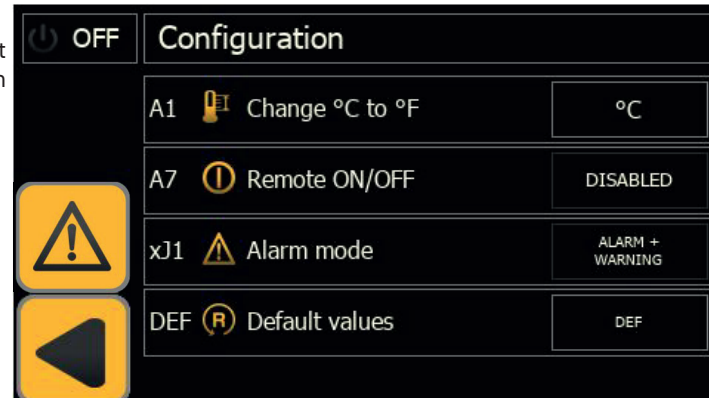 OFF Configuration
t
n
A1 Change °C to °F °C
A7 Remote ON/OFF DISABLED
xJ1 Alarm mode ALARM +
WARNING
DEF R Default values DEF